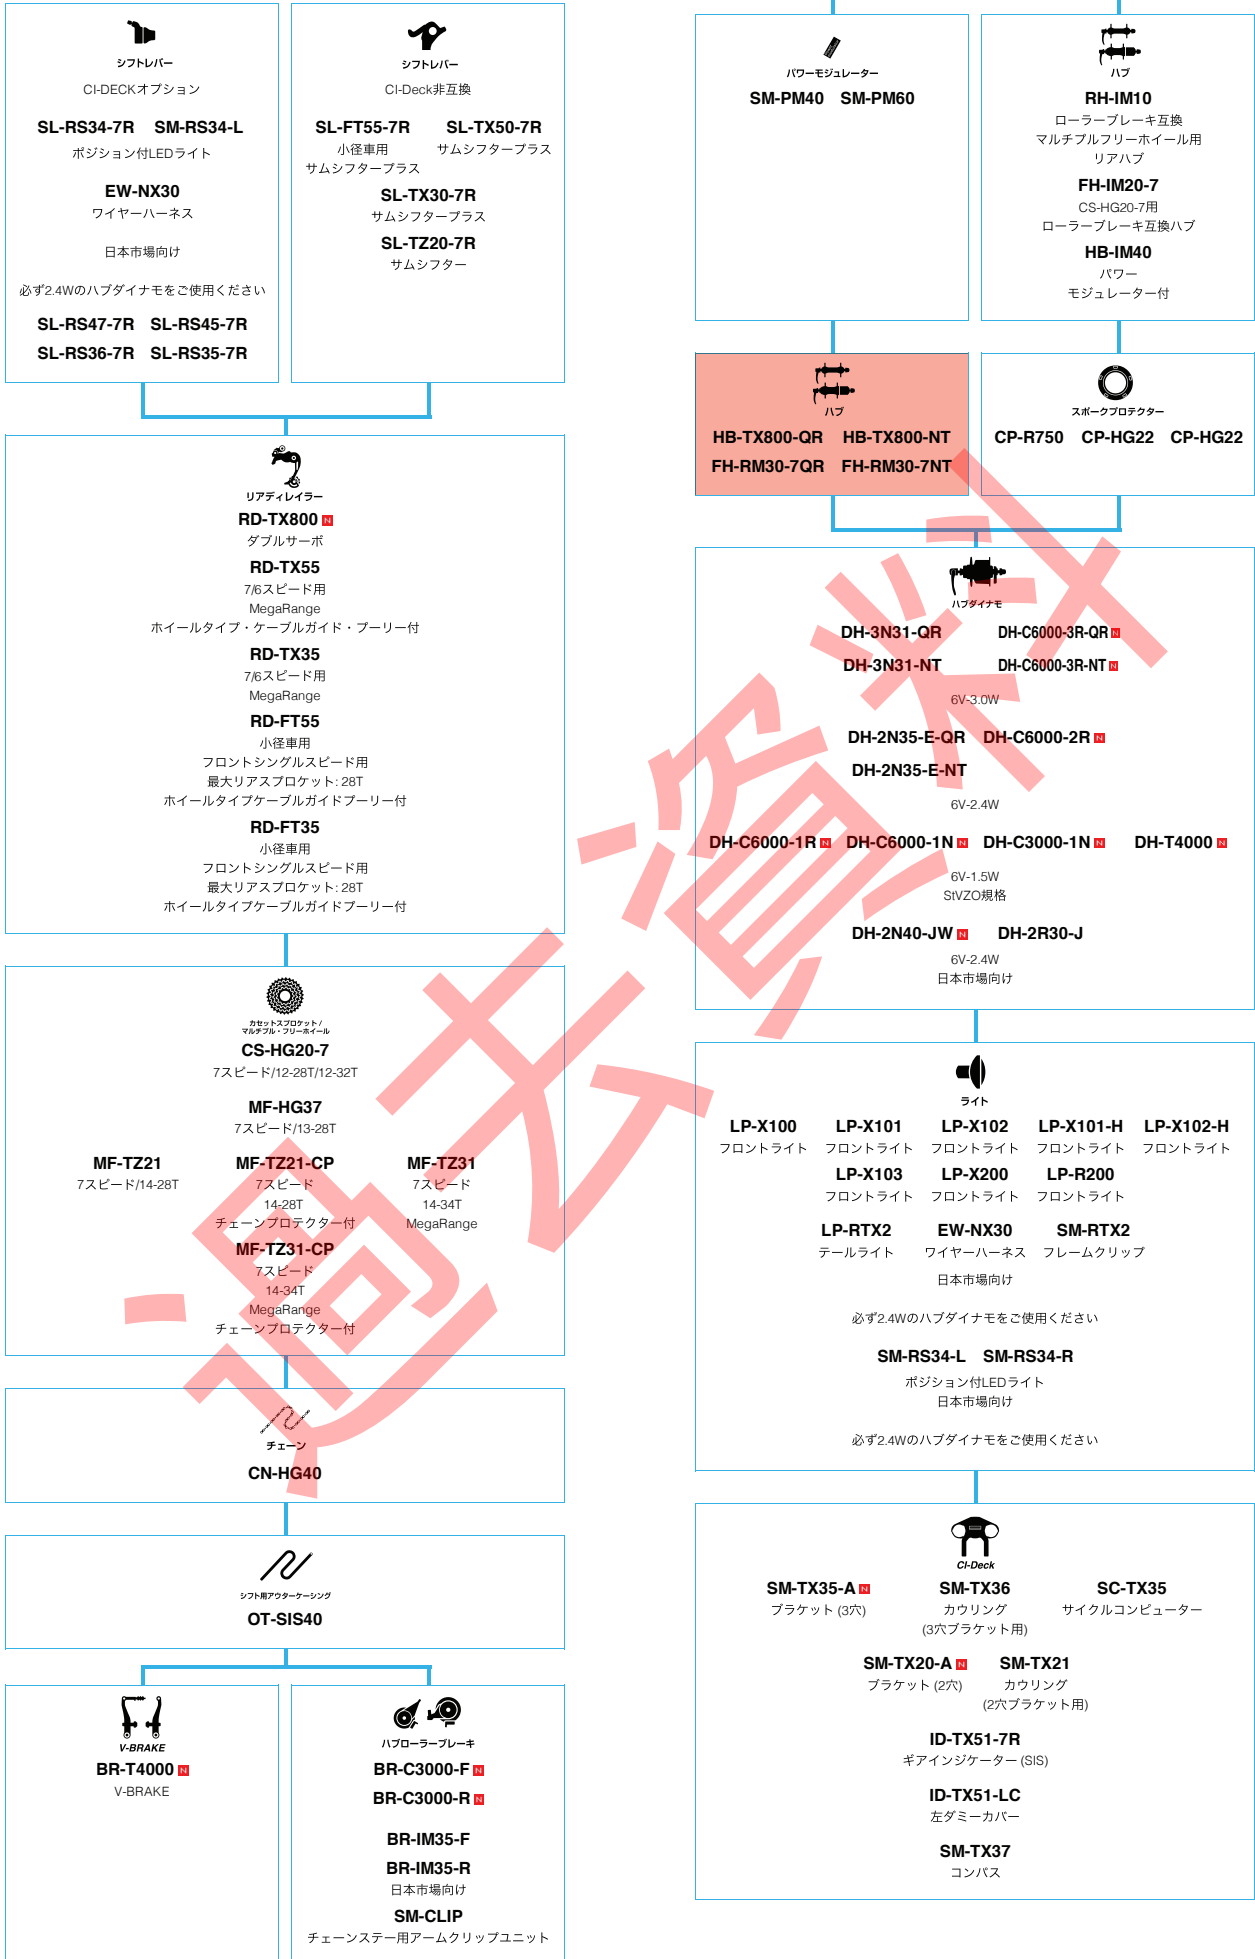 シフトレバー
CI-DECKオプション
SL-RS34-7R SM-RS34-L
ポジション付LEDライト
EW-NX30
ワイヤーハーネス
日本市場向け
必ず2.4Wのハブダイナモをご使用ください
SL-RS47-7R SL-RS45-7R
SL-RS36-7R SL-RS35-7R
シフトレバー
CI-Deck非互換
SL-FT55-7R SL-TX50-7R
小径車用 サムシフタープラス
サムシフタープラス
SL-TX30-7R
サムシフタープラス
SL-TZ20-7R
サムシフター
リアディレイラー
RD-TX800 N
ダブルサーボ
RD-TX55
7/6スピード用
MegaRange
ホイールタイプ・ケーブルガイド・プーリー付
RD-TX35
7/6スピード用
MegaRange
RD-FT55
小径車用
フロントシングルスピード用
最大リアスプロケット: 28T
ホイールタイプケーブルガイドプーリー付
RD-FT35
小径車用
フロントシングルスピード用
最大リアスプロケット: 28T
ホイールタイプケーブルガイドプーリー付
カセットスプロケット /
マルチプル・フリーホイール
CS-HG20-7
7スピード/12-28T/12-32T
MF-HG37
7スピード/13-28T
MF-TZ21 MF-TZ21-CP MF-TZ31
7スピード/14-28T 7スピード 7スピード
14-28T 14-34T
チェーンプロテクター付 MegaRange
MF-TZ31-CP
7スピード
14-34T
MegaRange
チェーンプロテクター付
チェーン
CN-HG40
シフト用アウターケーシング
OT-SIS40
V-BRAKE
BR-T4000 N
V-BRAKE
ハブローラーブレーキ
BR-C3000-F N
BR-C3000-R N
BR-IM35-F
BR-IM35-R
日本市場向け
SM-CLIP
チェーンステー用アームクリップユニット
パワーモジュレーター
SM-PM40 SM-PM60
ハブ
RH-IM10
ローラーブレーキ互換
マルチプルフリーホイール用
リアハブ
FH-IM20-7
CS-HG20-7用
ローラーブレーキ互換ハブ
HB-IM40
パワー
モジュレーター付
ハブ
HB-TX800-QR HB-TX800-NT
FH-RM30-7QR FH-RM30-7NT
スポークプロテクター
CP-R750 CP-HG22 CP-HG22
ハブダイナモ
DH-3N31-QR DH-C6000-3R-QR N
DH-3N31-NT DH-C6000-3R-NT N
6V-3.0W
DH-2N35-E-QR DH-C6000-2R N
DH-2N35-E-NT
6V-2.4W
DH-C6000-1R N DH-C6000-1N N DH-C3000-1N N DH-T4000 N
6V-1.5W
StVZO規格
DH-2N40-JW N DH-2R30-J
6V-2.4W
日本市場向け
ライト
LP-X100 LP-X101 LP-X102 LP-X101-H LP-X102-H
フロントライト フロントライト フロントライト フロントライト フロントライト
LP-X103 LP-X200 LP-R200
フロントライト フロントライト フロントライト
LP-RTX2 EW-NX30 SM-RTX2
テールライト ワイヤーハーネス フレームクリップ
日本市場向け
必ず2.4Wのハブダイナモをご使用ください
SM-RS34-L SM-RS34-R
ポジション付LEDライト
日本市場向け
必ず2.4Wのハブダイナモをご使用ください
CI-Deck
SM-TX35-A N SM-TX36 SC-TX35
ブラケット (3穴) カウリング サイクルコンピューター
(3穴ブラケット用)
SM-TX20-A N SM-TX21
ブラケット (2穴) カウリング
(2穴ブラケット用)
ID-TX51-7R
ギアインジケーター (SIS)
ID-TX51-LC
左ダミーカバー
SM-TX37
コンパス
過去資料